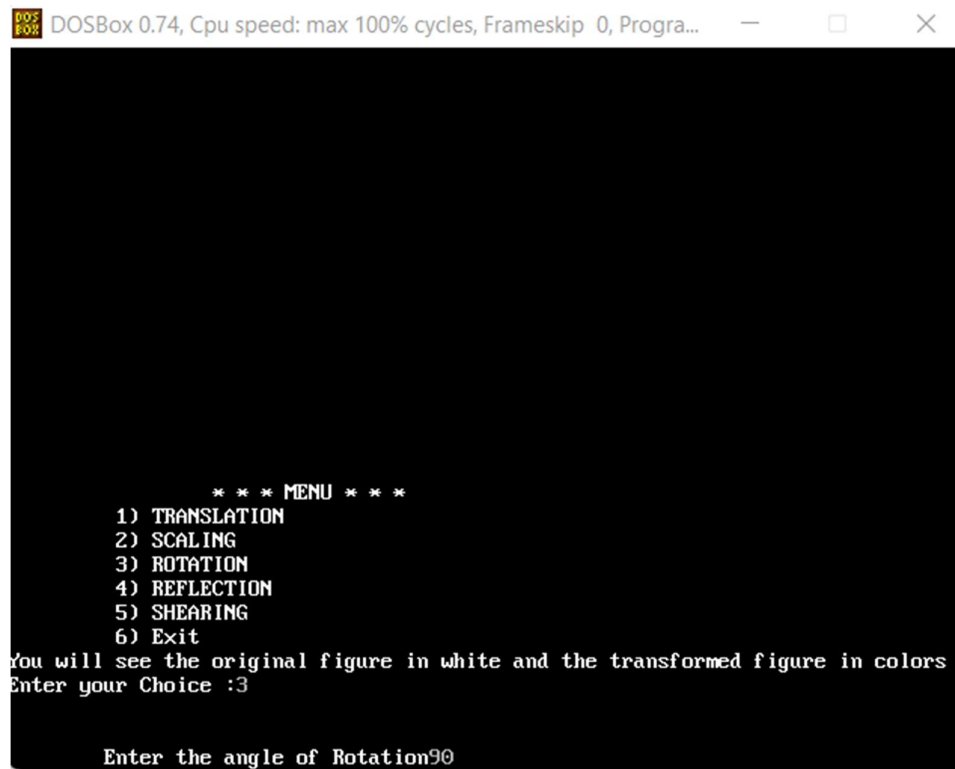 DOS
BOX
DOSBox 0.74, Cpu speed: max 100% cycles, Frameskip 0, Progra...
* * * MENU * * *
1) TRANSLATION
2) SCALING
3) ROTATION
4) REFLECTION
5) SHEARING
6) Exit
You will see the original figure in white and the transformed figure in colors
Enter your Choice :3
Enter the angle of Rotation90